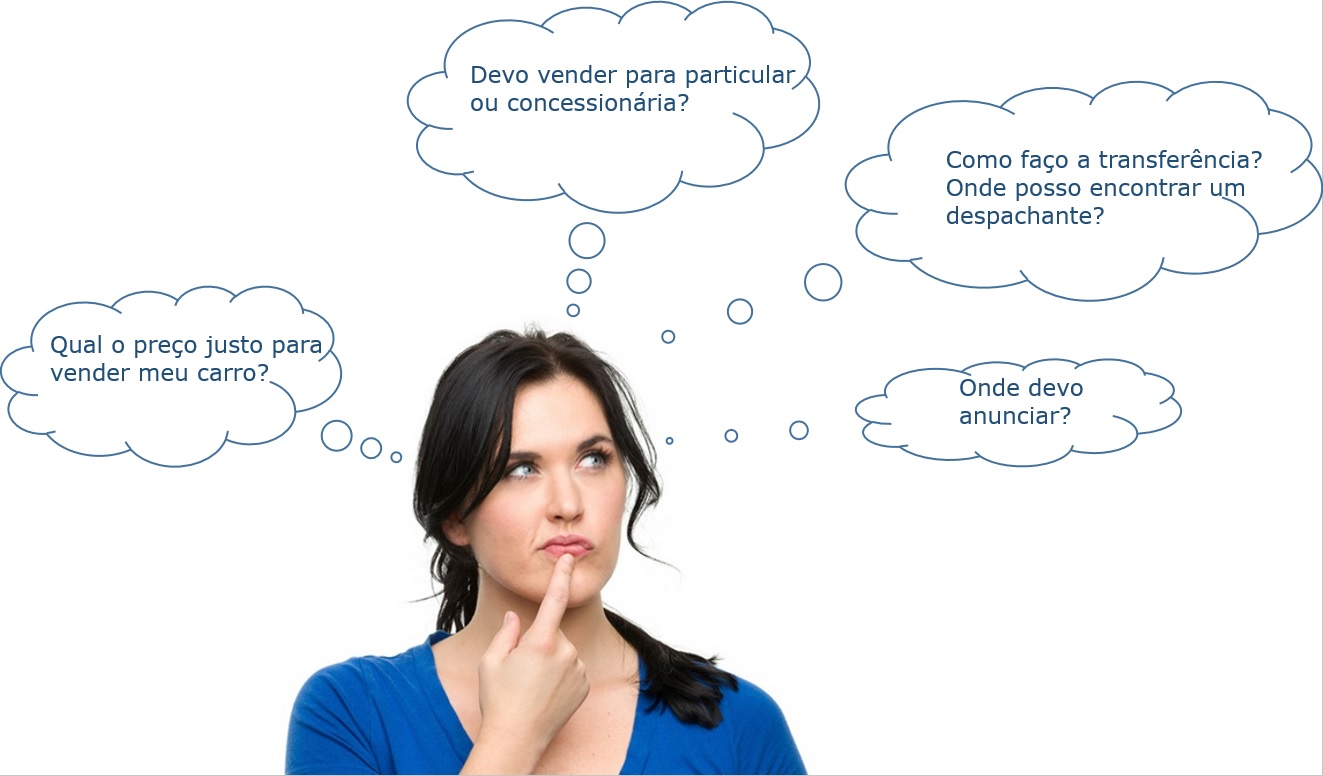 Devo vender para particular
ou concessionária?
Como faço a transferência?
Onde posso encontrar um
despachante?
Qual o preço justo para
vender meu carro?
Onde devo
anunciar?